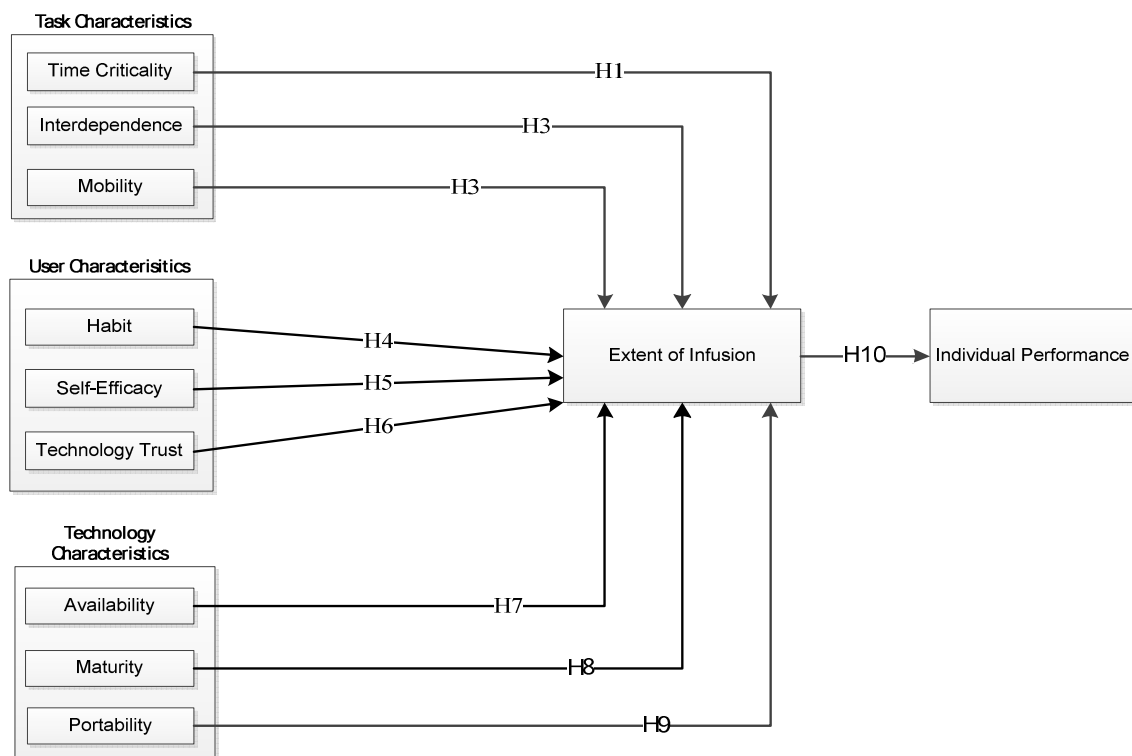 Task Characteristics
Time Criticality
H1
Interdependence
H3
Mobility
H3
User Characterisitics
Habit
H4
Self-Efficacy
H5
Technology Trust
H6
Extent of Infusion
H10
Individual Performance
Technology
Characteristics
Availability
H7
Maturity
H8
Portability
H9